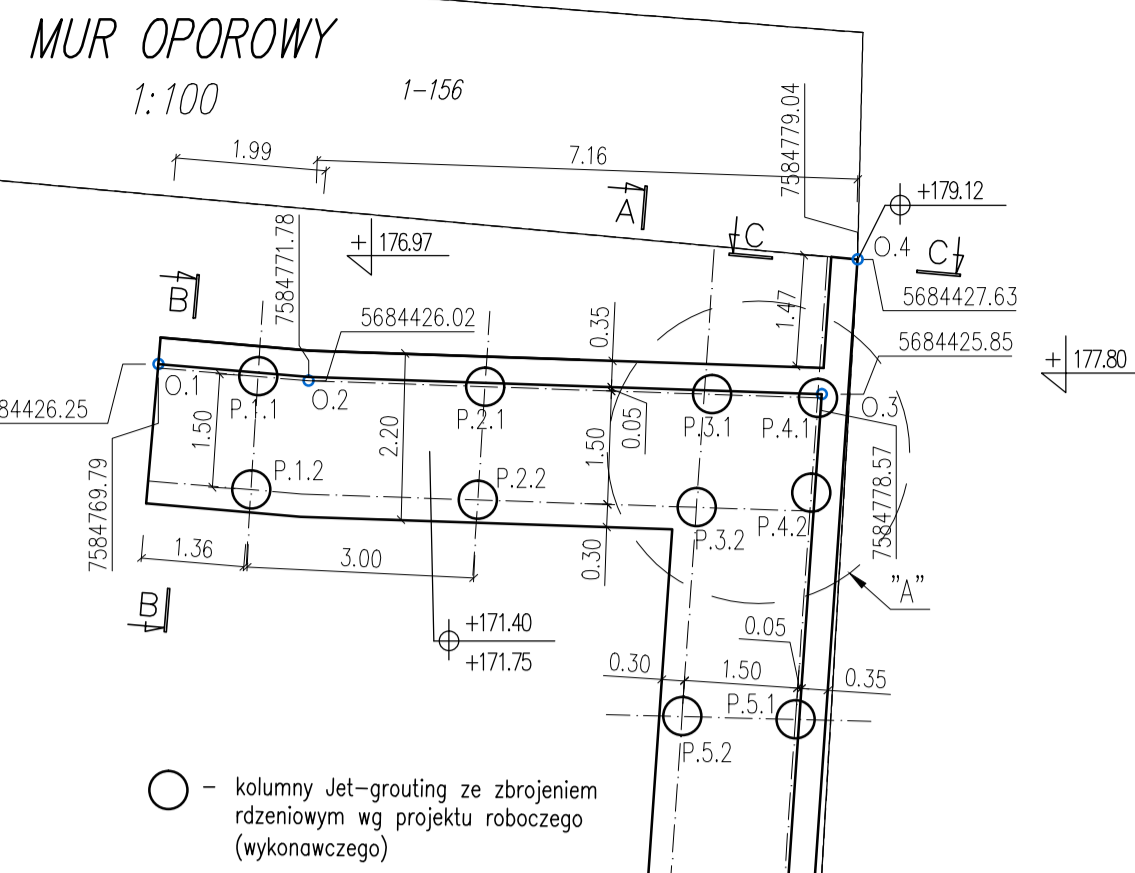 MUR OPOROWY
1:100
1-156
1.99
7.16
7584779.04
+179.12
A
C
O.4
C
+ 176.97
7584771.78
B
5684427.63
1.47
5684426.02
0.35
5684425.85
+ 177.80
O.1
P.1.1
O.2
P.2.1
P.3.1
P.4.1
O.3
84426.25
1.50
2.20
1.50
0.05
7584769.79
P.1.2
P.2.2
P.3.2
P.4.2
7584778.57
1.36
3.00
0.30
"A"
B
+171.40
+171.75
0.05
0.30
1.50
0.35
P.5.1
P.5.2
– kolumny Jet-grouting ze zbrojeniem
rdzeniowym wg projektu roboczego
(wykonawczego)